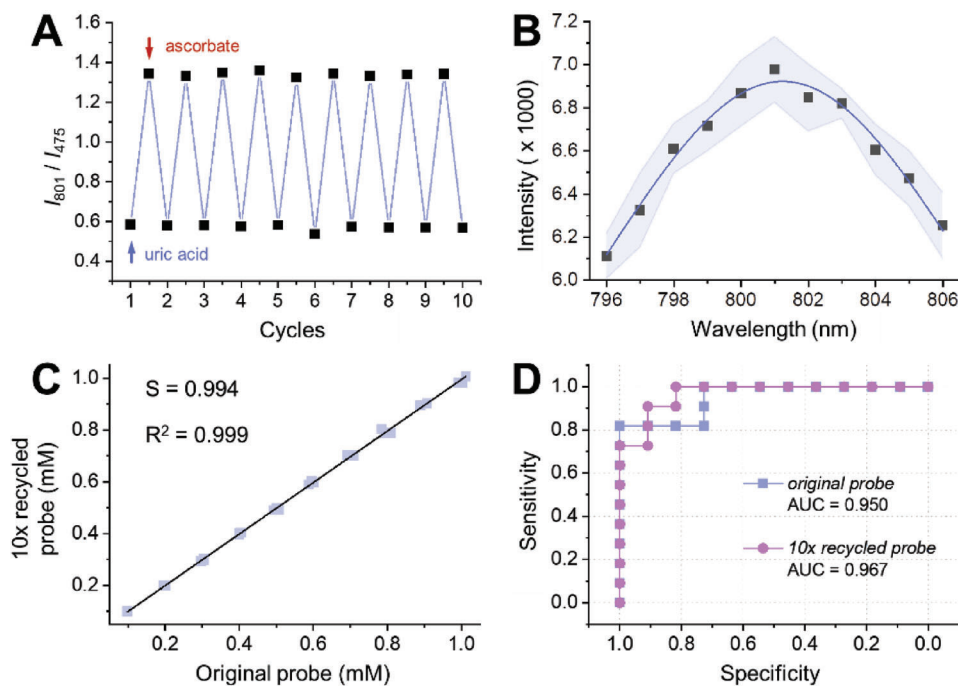 A
1.6
1.4
1.2
1.0
0.8
0.6
0.4
I801 / I475
ascorbate
uric acid
1 2 3 4 5 6 7 8 9 10
Cycles
B
7.2
7.0
6.8
6.6
6.4
6.2
6.0
Intensity ( x 1000)
796 798 800 802 804 806
Wavelength (nm)
C
1.0
0.8
0.6
0.4
0.2
10x recycled
probe (mM)
S = 0.994
R² = 0.999
0.2 0.4 0.6 0.8 1.0
Original probe (mM)
D
1.0
0.8
0.6
0.4
0.2
0.0
Sensitivity
original probe
AUC = 0.950
10x recycled probe
AUC = 0.967
1.0 0.8 0.6 0.4 0.2 0.0
Specificity